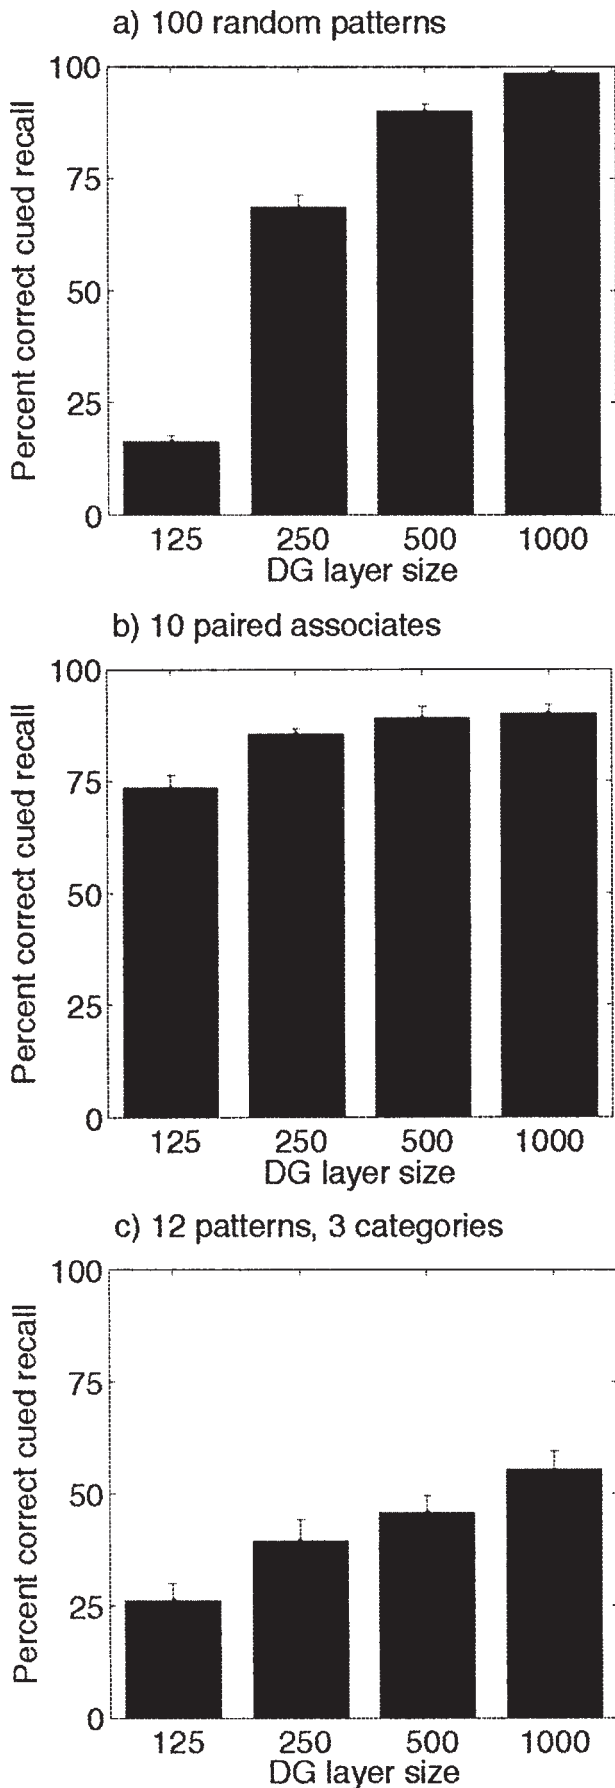 a) 100 random patterns
100
75
50
25
0
Percent correct cued recall
125 250 500 1000
DG layer size
b) 10 paired associates
100
75
50
25
0
Percent correct cued recall
125 250 500 1000
DG layer size
c) 12 patterns, 3 categories
100
75
50
25
0
Percent correct cued recall
125 250 500 1000
DG layer size